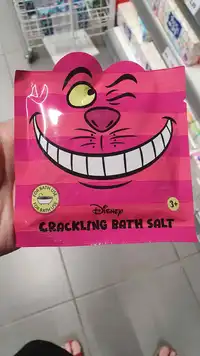 Disney
CRACKLING BATH SALT
3+